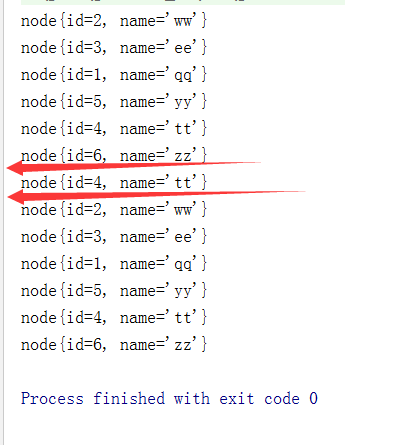 node{id=2, name='ww'}
node{id=3, name='ee'}
node{id=1, name='qq'}
node{id=5, name='yy'}
node{id=4, name='tt'}
node{id=6, name='zz'}
node{id=4, name='tt'}
node{id=2, name='ww'}
node{id=3, name='ee'}
node{id=1, name='qq'}
node{id=5, name='yy'}
node{id=4, name='tt'}
node{id=6, name='zz'}
Process finished with exit code 0